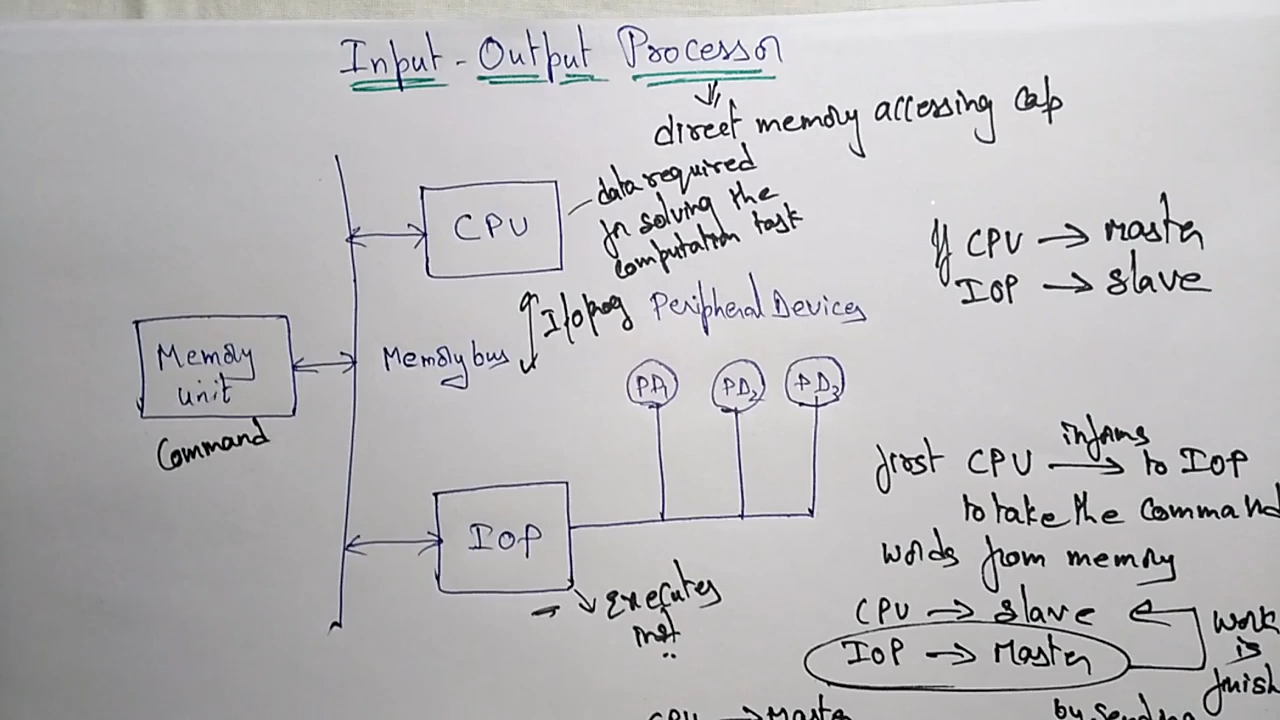 Input-Output Processor
direct memory accessing cap
CPU
data required
in solving the
computation task
If CPU → master
IOP → slave
I/O prog
Peripheral Devices
Memory bus
Memory
unit
Command
PD1
PD2
PD3
first CPU → informs to IOP
to take the command
words from memory
IOP
executes
inst
CPU → slave
IOP → Master
work
is
finish
CPU → Master
by sending